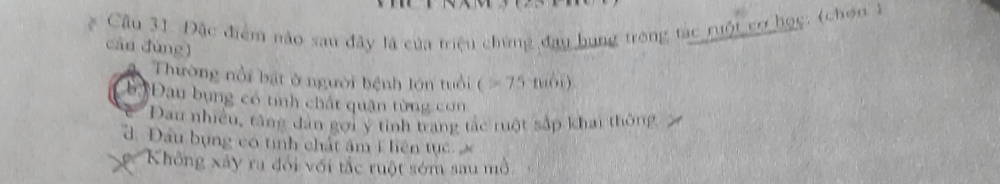 Câu 31. Đặc điểm nào sau đây là của triệu chứng đau bụng trong tắc ruột cơ học: (chọn 1
câu đúng)
a. Thường nổi bật ở người bệnh lớn tuổi ( > 75 tuổi).
b. Đau bụng có tính chất quặn từng cơn.
c. Đau nhiều, tăng dần gợi ý tình trạng tắc ruột sắp khai thông.
d. Đau bụng có tính chất âm ỉ liên tục.
e. Không xảy ra đối với tắc ruột sớm sau mổ.